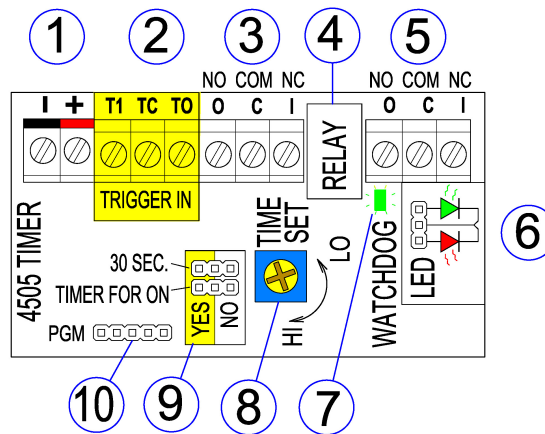 1 2 3 4 5
NO COM NC NO COM NC
- + T1 TC TO O C I RELAY O C I
TRIGGER IN
4505 TIMER
30 SEC.
TIMER FOR ON
YES NO
PGM
TIME SET
LO
HI
WATCHDOG
LED
6
10 9 8 7